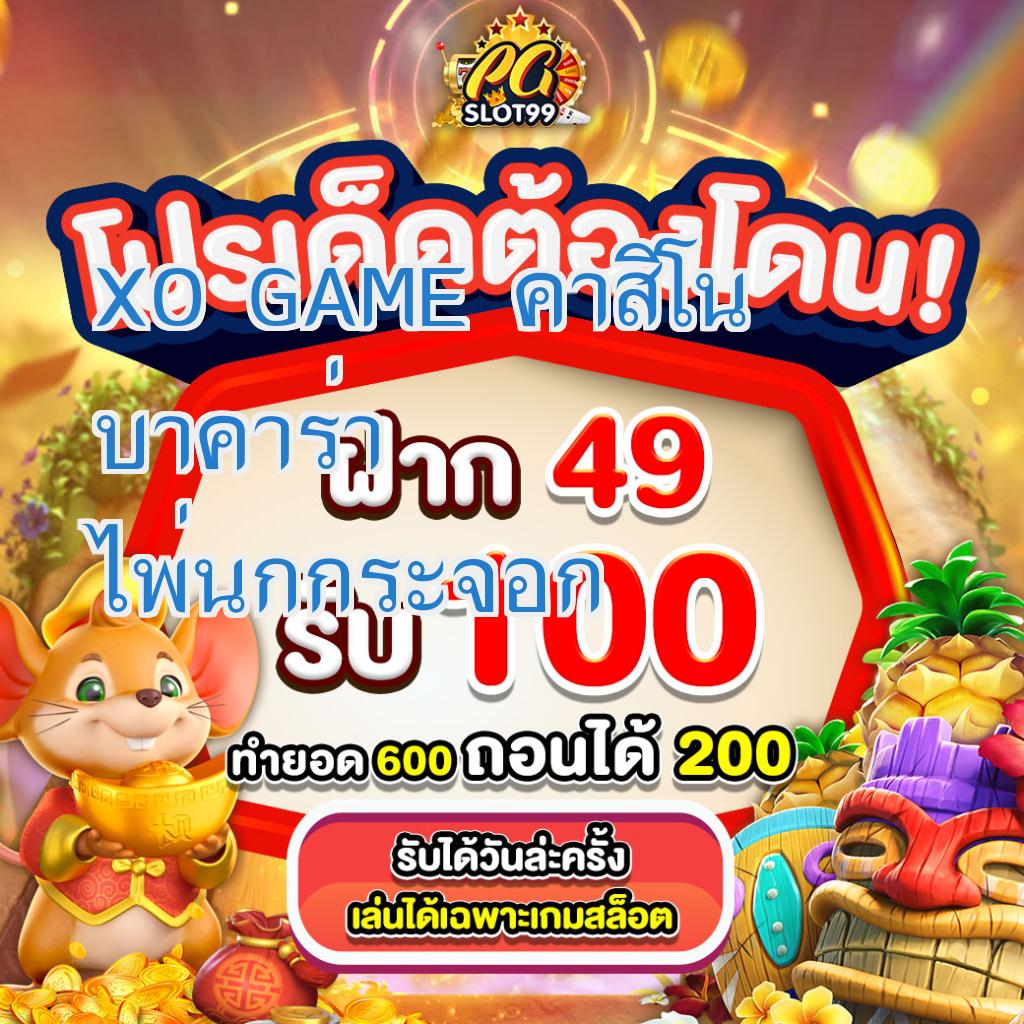 PG
SLOT99
โปรเด็ดต้องโดน!
XO GAME คาสิโน
บาคาร่า
ฝาก 49
ไพ่นกกระจอก
รับ 100
ทำยอด 600 ถอนได้ 200
รับได้วันล่ะครั้ง
เล่นได้เฉพาะเกมสล็อต